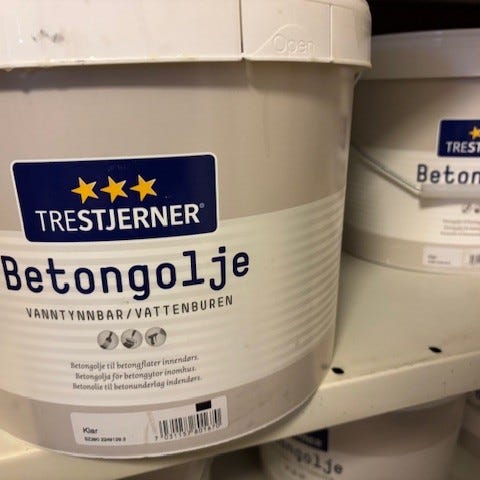 Open
TRESTJERNER®
Betongolje
VANNTYNNBAR/VATTENBUREN
Betongolje til betongflater innendørs.
Betongolja för betongytor inomhus.
Betonolie til betonunderlag indendørs.
Klar
TREST
Beton
Betongolje